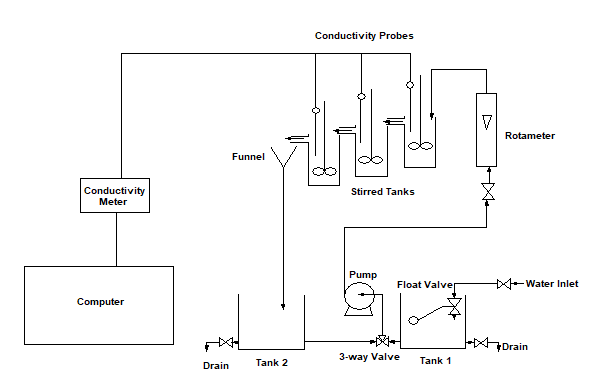 Conductivity Probes
Rotameter
Funnel
Stirred Tanks
Conductivity
Meter
Pump
Float Valve
Water Inlet
Computer
3-way Valve
Drain
Tank 2
Tank 1
Drain